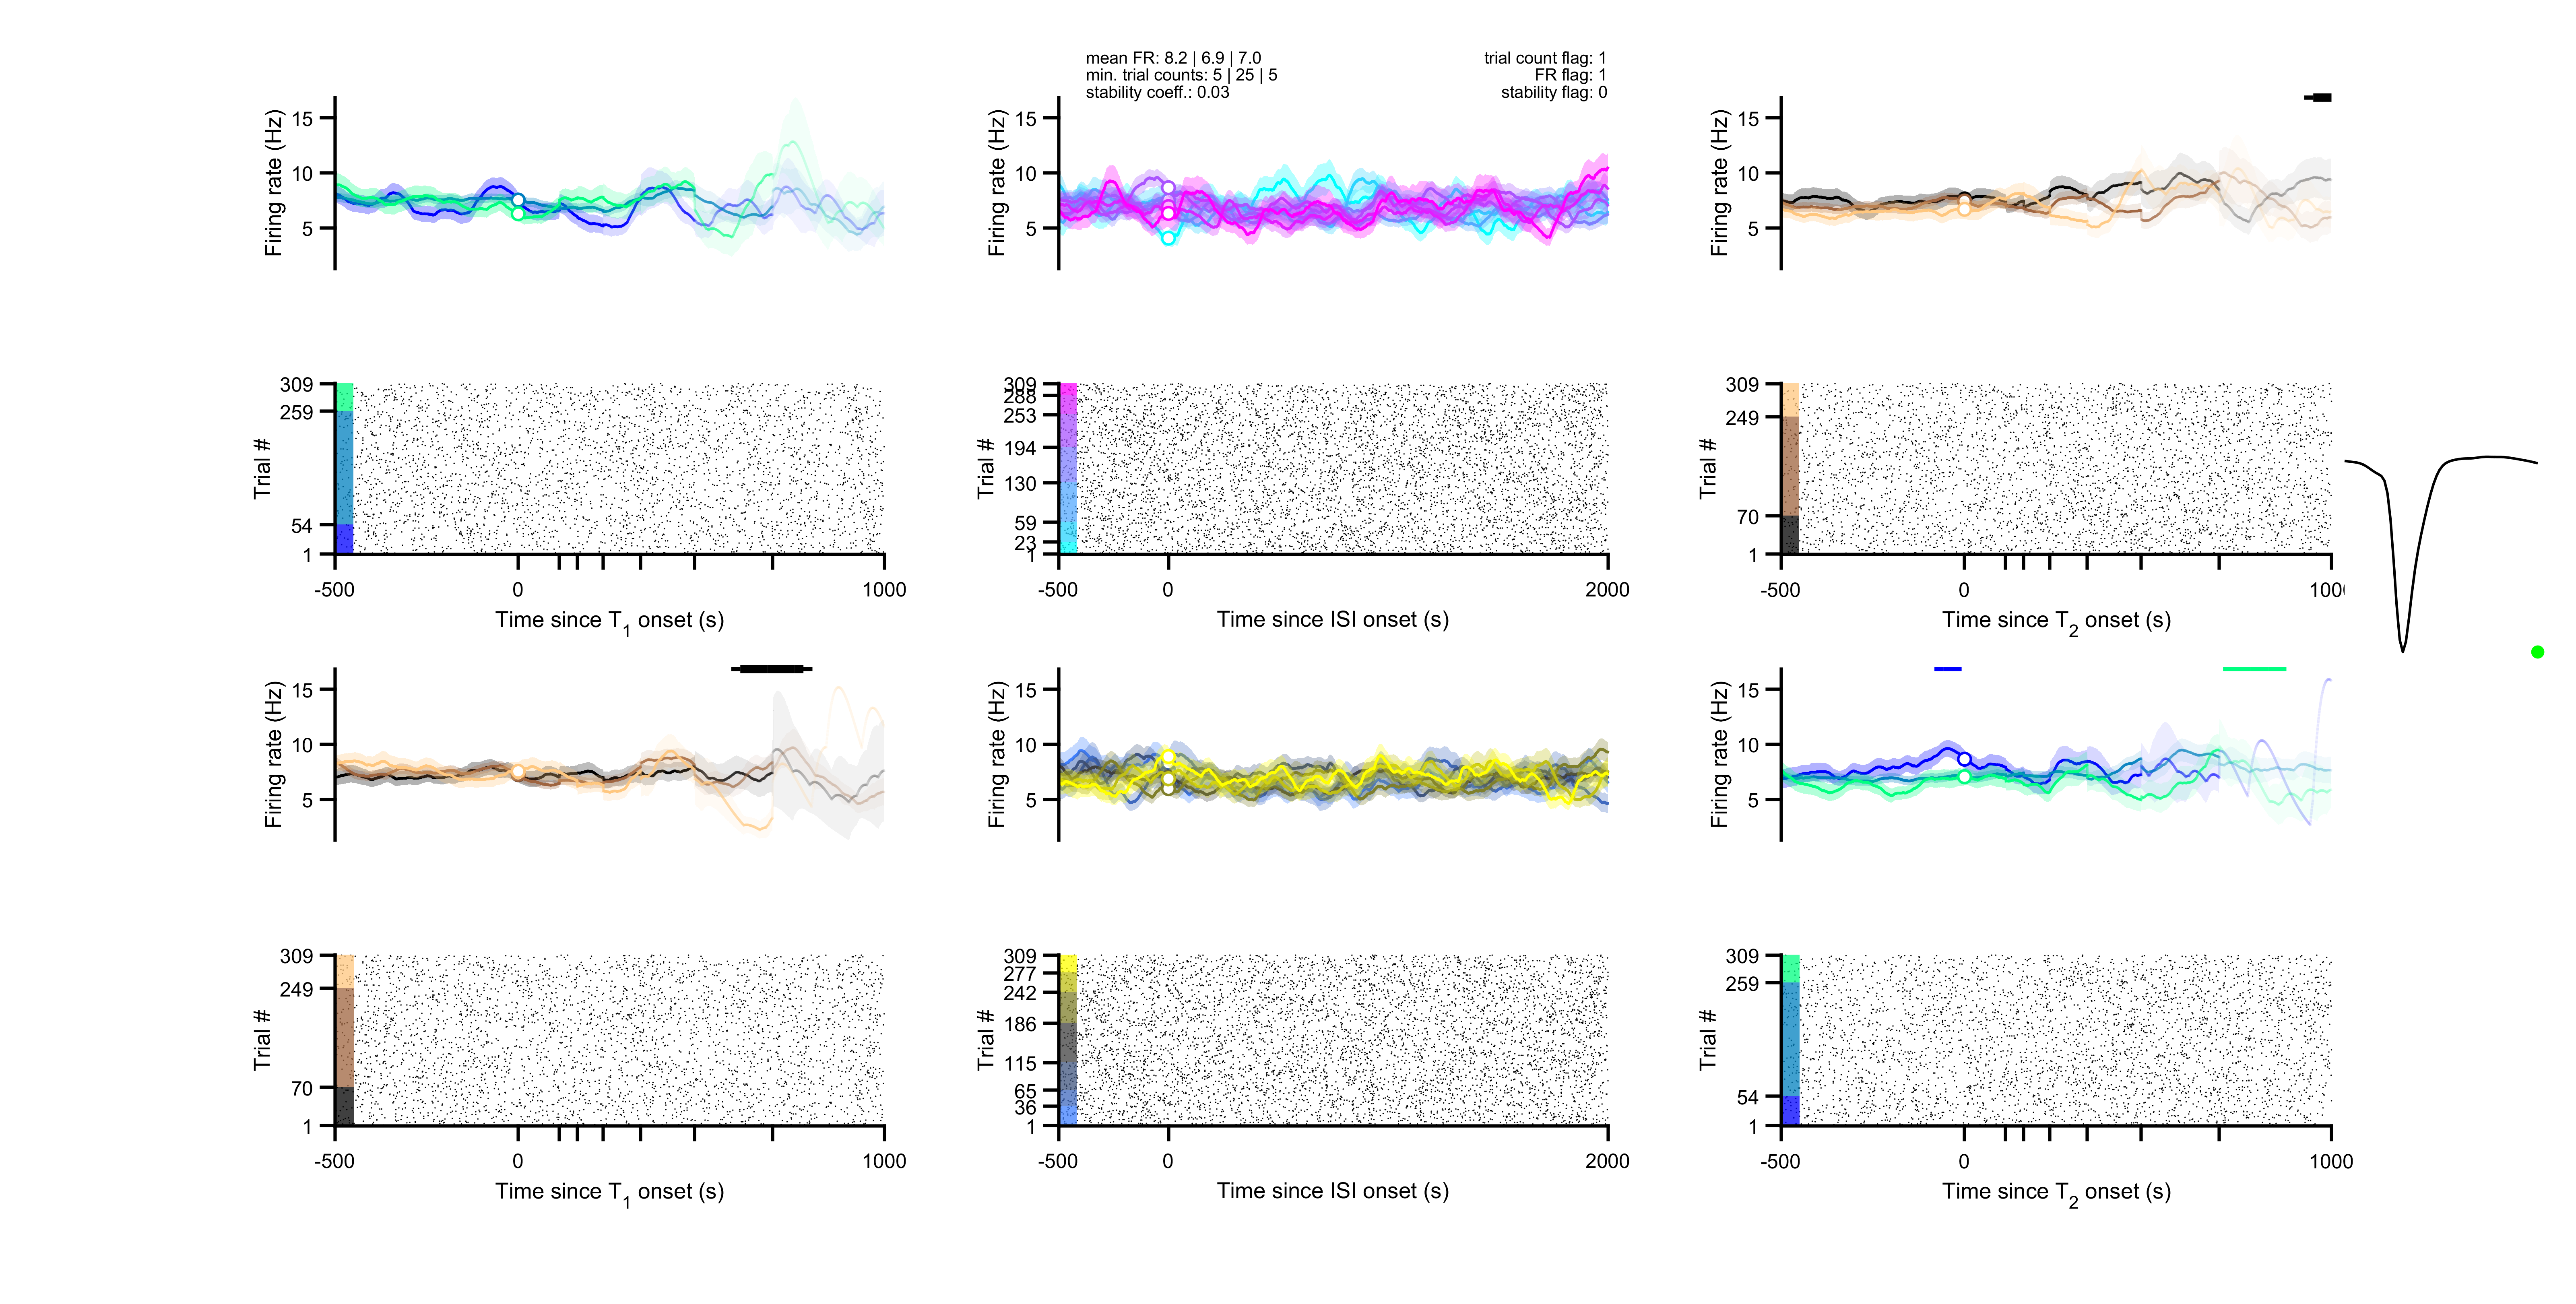 mean FR: 8.2 | 6.9 | 7.0
min. trial counts: 5 | 25 | 5
stability coeff.: 0.03
trial count flag: 1
FR flag: 1
stability flag: 0
Firing rate (Hz)
15
10
5
Firing rate (Hz)
15
10
5
Firing rate (Hz)
15
10
5
Trial #
309
259
54
1
-500
0
1000
Time since T1 onset (s)
Trial #
309
288
253
194
130
59
23
1
-500
0
2000
Time since ISI onset (s)
Trial #
309
249
70
1
-500
0
1000
Time since T2 onset (s)
Firing rate (Hz)
15
10
5
Firing rate (Hz)
15
10
5
Firing rate (Hz)
15
10
5
Trial #
309
249
70
1
-500
0
1000
Time since T1 onset (s)
Trial #
309
277
242
186
115
65
36
1
-500
0
2000
Time since ISI onset (s)
Trial #
309
259
54
1
-500
0
1000
Time since T2 onset (s)